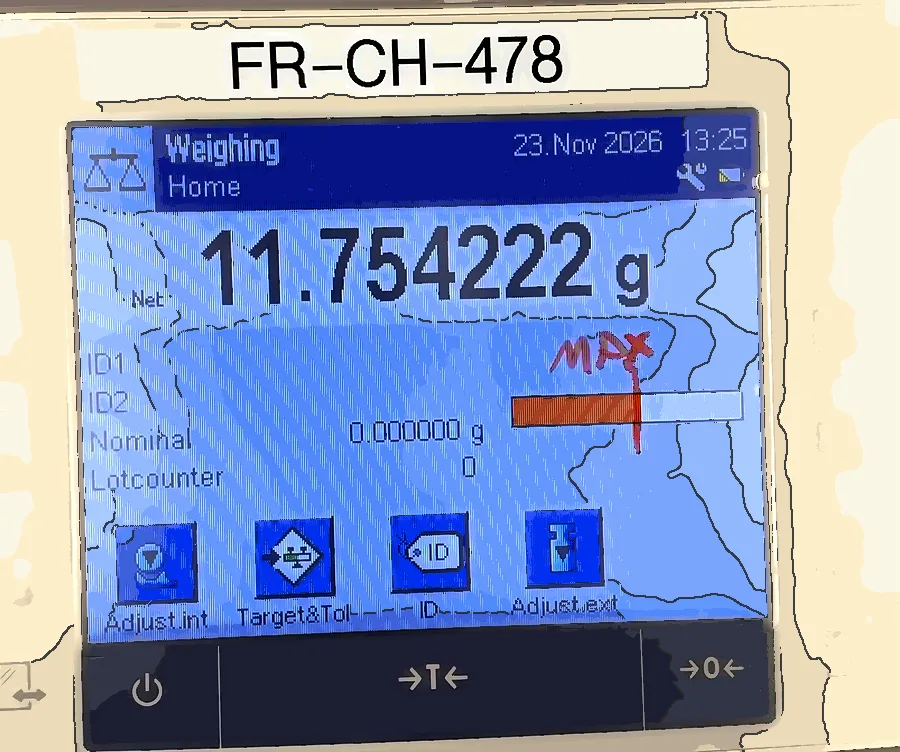 FR-CH-478
Weighing 23.Nov 2026 13:25
Home
11.754222 g
Net
MAX
ID1
ID2
Nominal 0.000000 g
Lotcounter 0
ID
Adjust.int Target&Tol ID Adjust.ext
→T← →0←